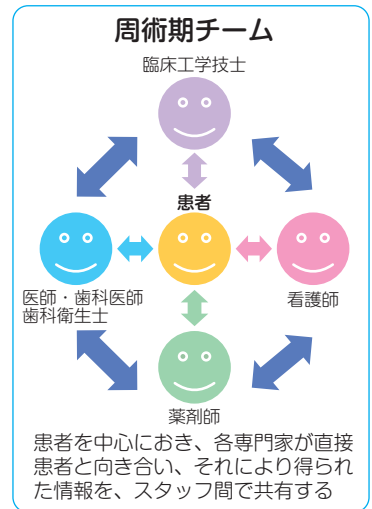 周術期チーム
臨床工学技士
患者
医師・歯科医師
歯科衛生士
看護師
薬剤師
患者を中心におき、各専門家が直接
患者と向き合い、それにより得られ
た情報を、スタッフ間で共有する